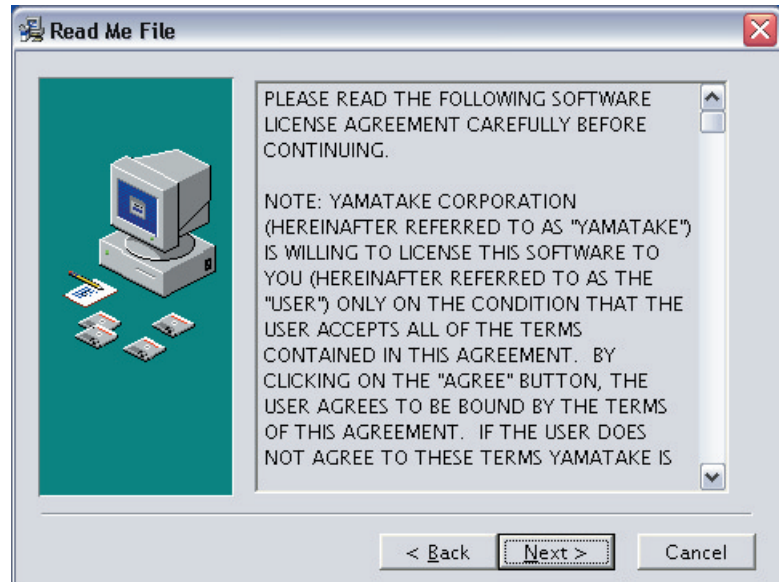 Read Me File
PLEASE READ THE FOLLOWING SOFTWARE
LICENSE AGREEMENT CAREFULLY BEFORE
CONTINUING.
NOTE: YAMATAKE CORPORATION
(HEREINAFTER REFERRED TO AS "YAMATAKE")
IS WILLING TO LICENSE THIS SOFTWARE TO
YOU (HEREINAFTER REFERRED TO AS THE
"USER") ONLY ON THE CONDITION THAT THE
USER ACCEPTS ALL OF THE TERMS
CONTAINED IN THIS AGREEMENT.  BY
CLICKING ON THE "AGREE" BUTTON, THE
USER AGREES TO BE BOUND BY THE TERMS
OF THIS AGREEMENT.  IF THE USER DOES
NOT AGREE TO THESE TERMS YAMATAKE IS
< Back Next > Cancel